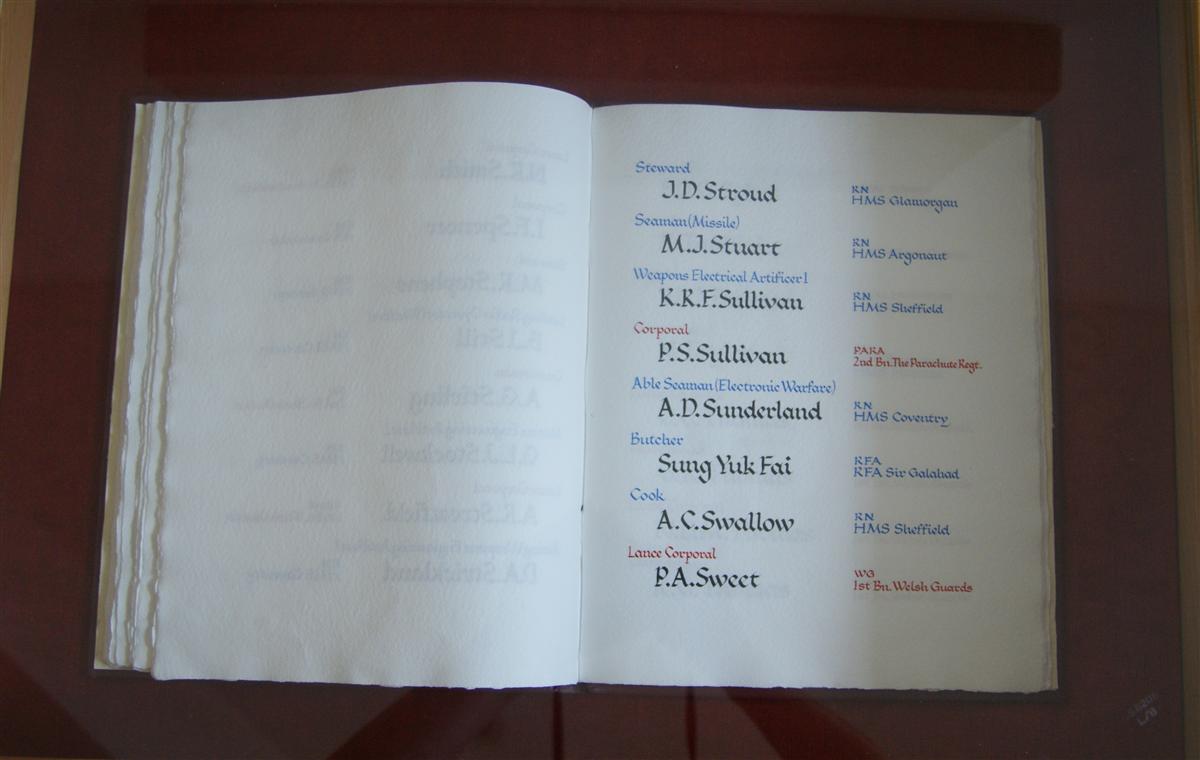 Steward
J.D.Stroud
RN
HMS Glamorgan
Seaman(Missile)
M.J.Stuart
RN
HMS Argonaut
Weapons Electrical Artificer 1
K.R.F.Sullivan
RN
HMS Sheffield
Corporal
P.S.Sullivan
PARA
2nd Bn.The Parachute Regt.
Able Seaman(Electronic Warfare)
A.D.Sunderland
RN
HMS Coventry
Butcher
Sung Yuk Fai
RFA
RFA Sir Galahad
Cook
A.C.Swallow
RN
HMS Sheffield
Lance Corporal
P.A.Sweet
WG
1st Bn.Welsh Guards